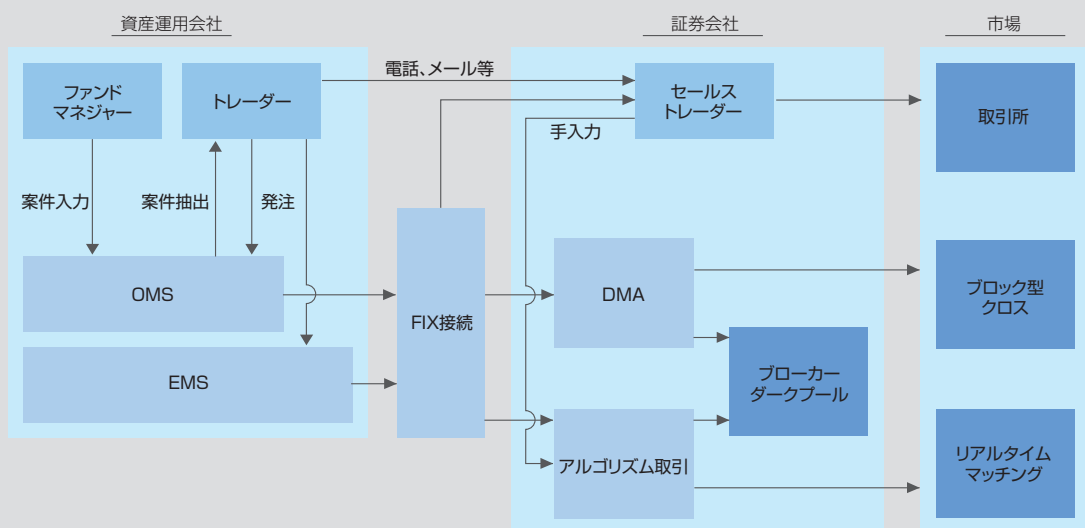 資産運用会社
証券会社
市場
ファンド
マネジャー
トレーダー
電話、メール等
セールス
トレーダー
取引所
手入力
案件入力
案件抽出
発注
OMS
FIX接続
DMA
ブロック型
クロス
EMS
ブローカー
ダークプール
アルゴリズム取引
リアルタイム
マッチング